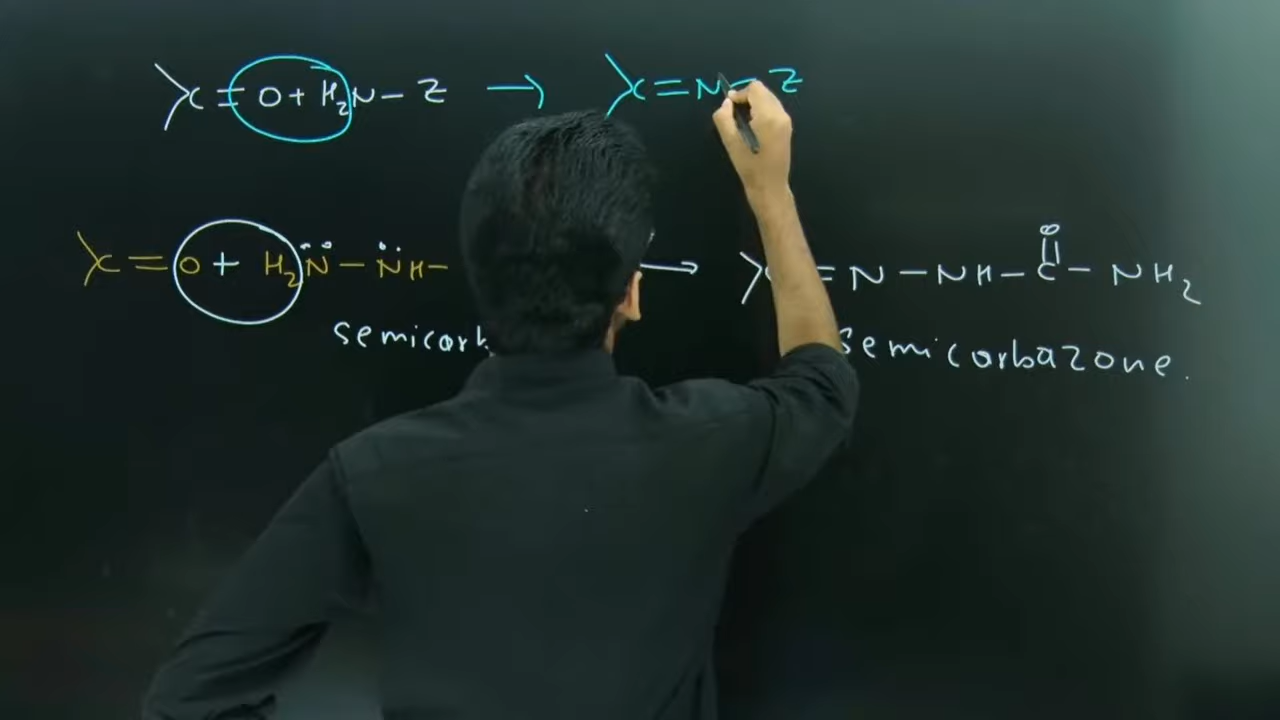 >C = O + H₂N – Z → >C = N – Z
>C = O + H₂N̈ – N̈H – → > = N – NH – C(=O) – NH₂
semicarb semicarbazone.